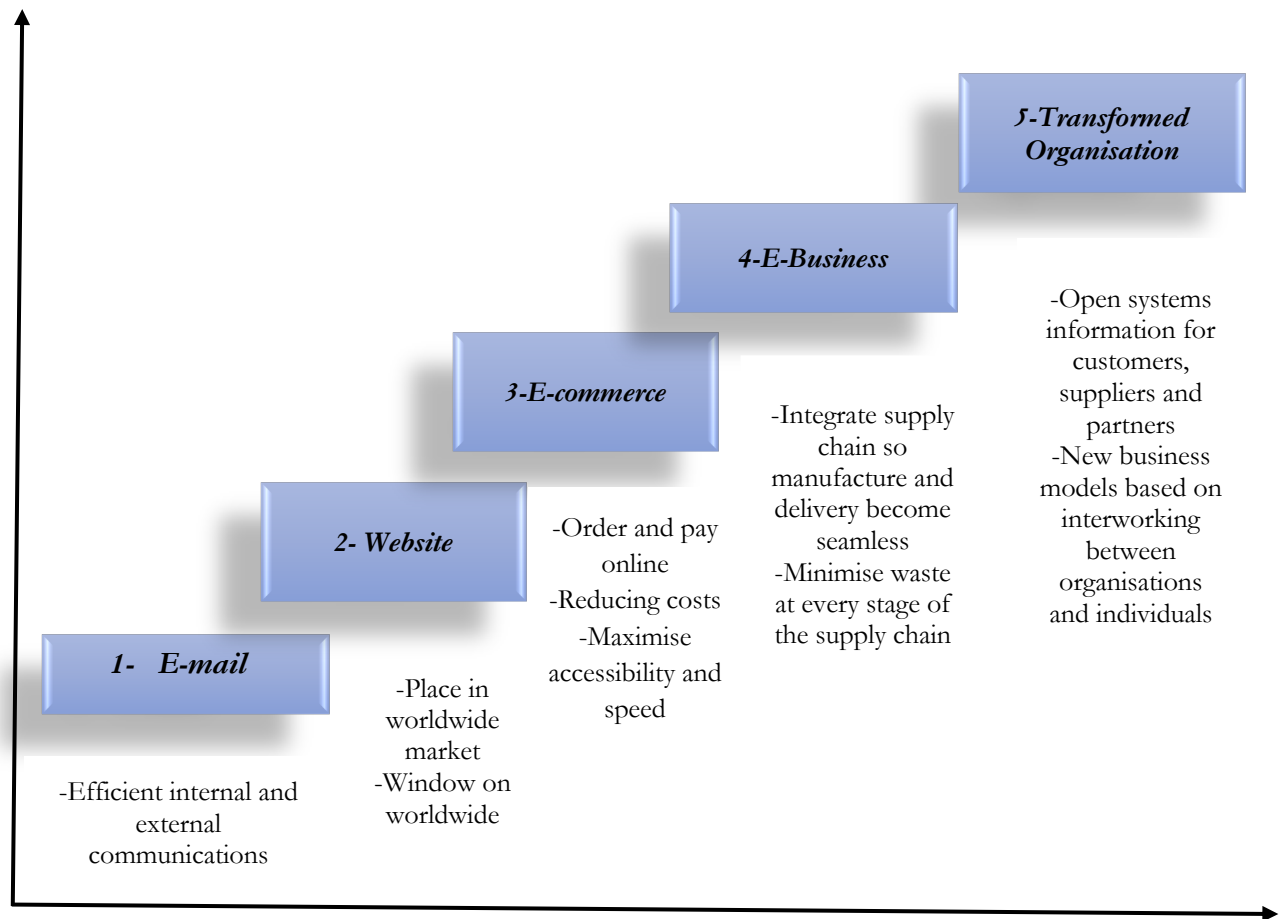 1-   E-mail
-Efficient internal and
external
communications
2- Website
-Place in
worldwide
market
-Window on
worldwide
3-E-commerce
-Order and pay
online
-Reducing costs
-Maximise
accessibility and
speed
4-E-Business
-Integrate supply
chain so
manufacture and
delivery become
seamless
-Minimise waste
at every stage of
the supply chain
5-Transformed
Organisation
-Open systems
information for
customers,
suppliers and
partners
-New business
models based on
interworking
between
organisations
and individuals